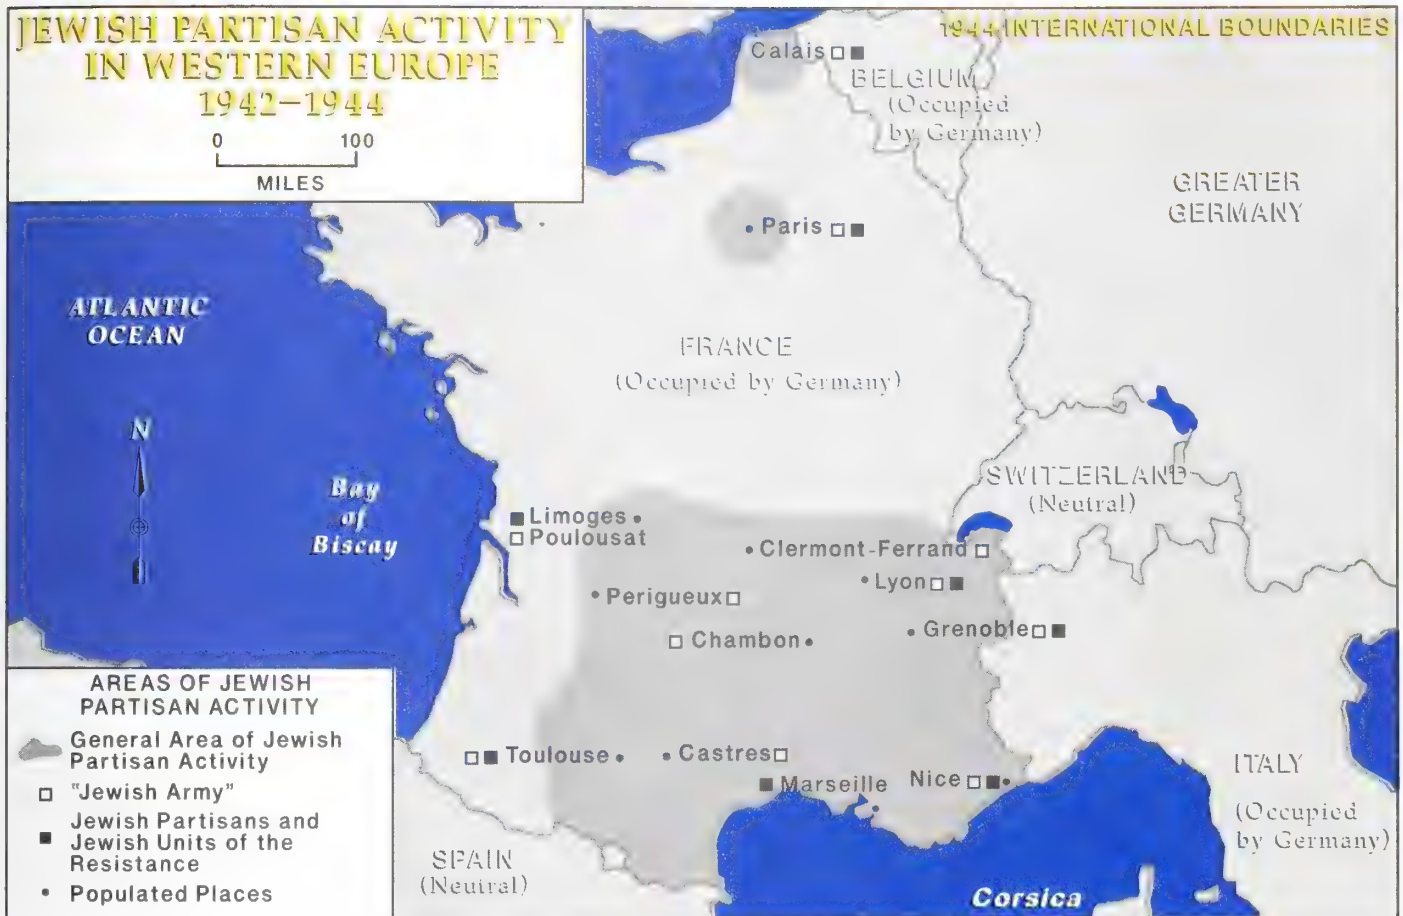 JEWISH PARTISAN ACTIVITY
IN WESTERN EUROPE
1942–1944
0 100
MILES
1944 INTERNATIONAL BOUNDARIES
Calais
BELGIUM
(Occupied
by Germany)
GREATER
GERMANY
Paris
ATLANTIC
OCEAN
FRANCE
(Occupied by Germany)
N
Bay
of
Biscay
SWITZERLAND
(Neutral)
Limoges
Poulousat
Clermont-Ferrand
Lyon
Perigueux
Grenoble
Chambon
Toulouse
Castres
Marseille
Nice
ITALY
(Occupied
by Germany)
SPAIN
(Neutral)
Corsica
AREAS OF JEWISH
PARTISAN ACTIVITY
General Area of Jewish
Partisan Activity
"Jewish Army"
Jewish Partisans and
Jewish Units of the
Resistance
Populated Places